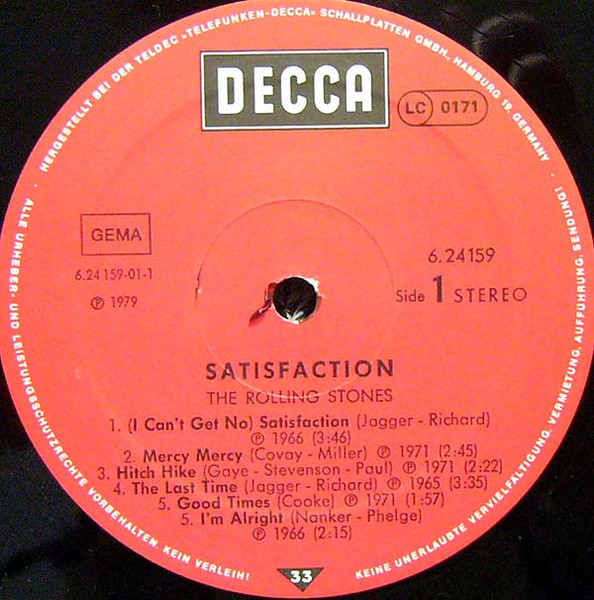 HERGESTELLT BEI DER TELDEC »TELEFUNKEN-DECCA« SCHALLPLATTEN GMBH., HAMBURG 19, GERMANY
DECCA
LC 0171
GEMA
6.24159-01-1
℗ 1979
6.24159
Side 1 STEREO
SATISFACTION
THE ROLLING STONES
1. (I Can't Get No) Satisfaction (Jagger - Richard)
℗ 1966 (3:46)
2. Mercy Mercy (Covay - Miller) ℗ 1971 (2:45)
3. Hitch Hike (Gaye - Stevenson - Paul) ℗ 1971 (2:22)
4. The Last Time (Jagger - Richard) ℗ 1965 (3:35)
5. Good Times (Cooke) ℗ 1971 (1:57)
5. I'm Alright (Nanker - Phelge)
℗ 1966 (2:15)
33
· ALLE URHEBER- UND LEISTUNGSSCHUTZRECHTE VORBEHALTEN. KEIN VERLEIH!
KEINE UNERLAUBTE VERVIELFÄLTIGUNG, VERMIETUNG, AUFFÜHRUNG, SENDUNG! ·